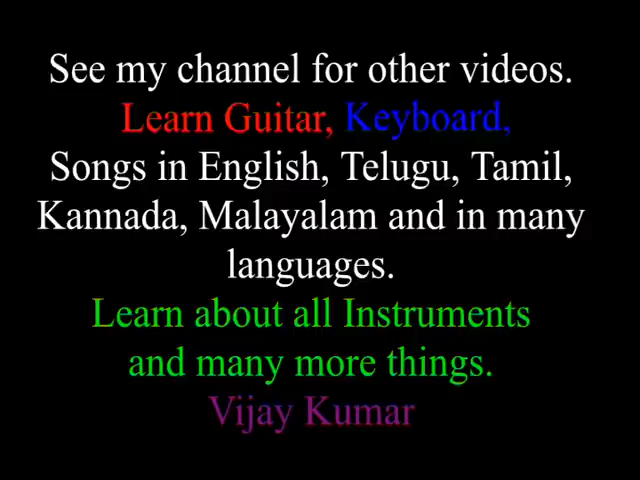 See my channel for other videos.
Learn Guitar, Keyboard,
Songs in English, Telugu, Tamil,
Kannada, Malayalam and in many
languages.
Learn about all Instruments
and many more things.
Vijay Kumar